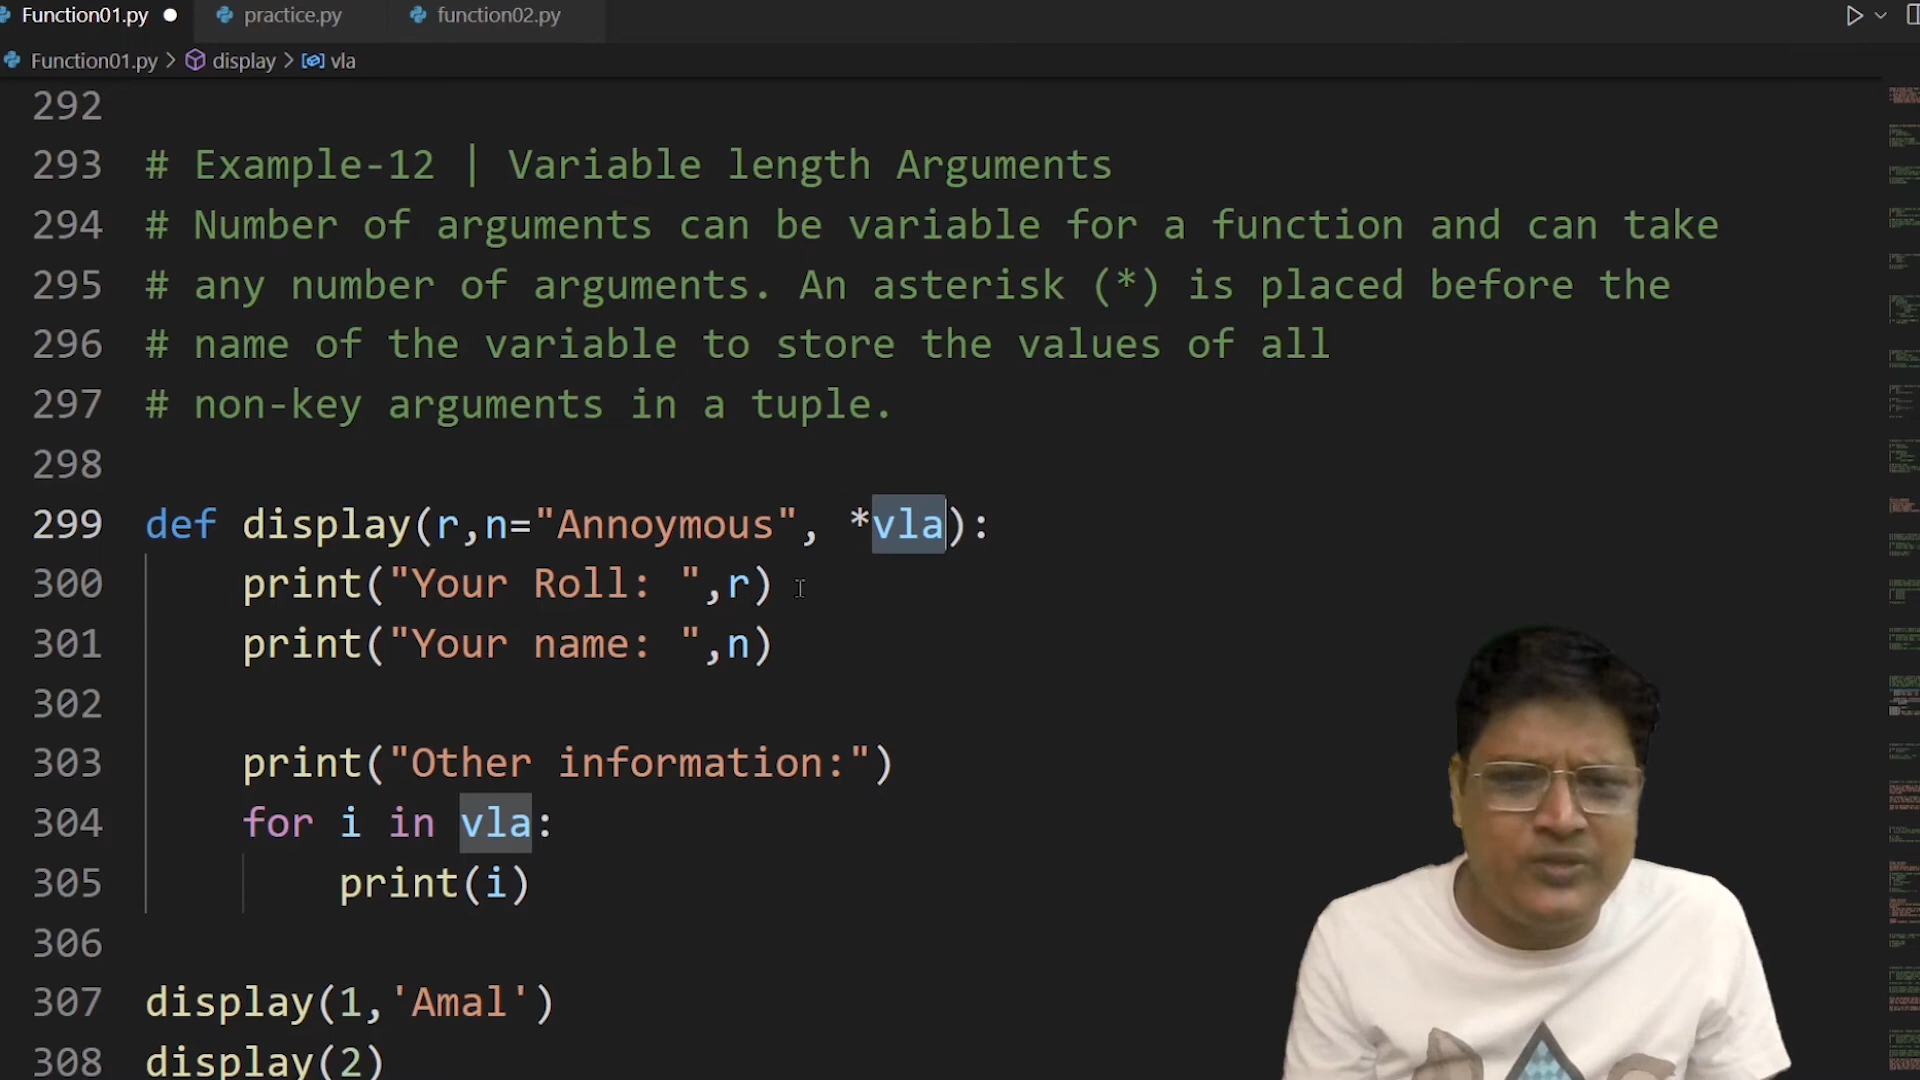 Function01.py practice.py function02.py
Function01.py > display > vla
292
293 # Example-12 | Variable length Arguments
294 # Number of arguments can be variable for a function and can take
295 # any number of arguments. An asterisk (*) is placed before the
296 # name of the variable to store the values of all
297 # non-key arguments in a tuple.
298
299 def display(r,n="Annoymous", *vla):
300 print("Your Roll: ",r)
301 print("Your name: ",n)
302
303 print("Other information:")
304 for i in vla:
305 print(i)
306
307 display(1,'Amal')
308 display(2)